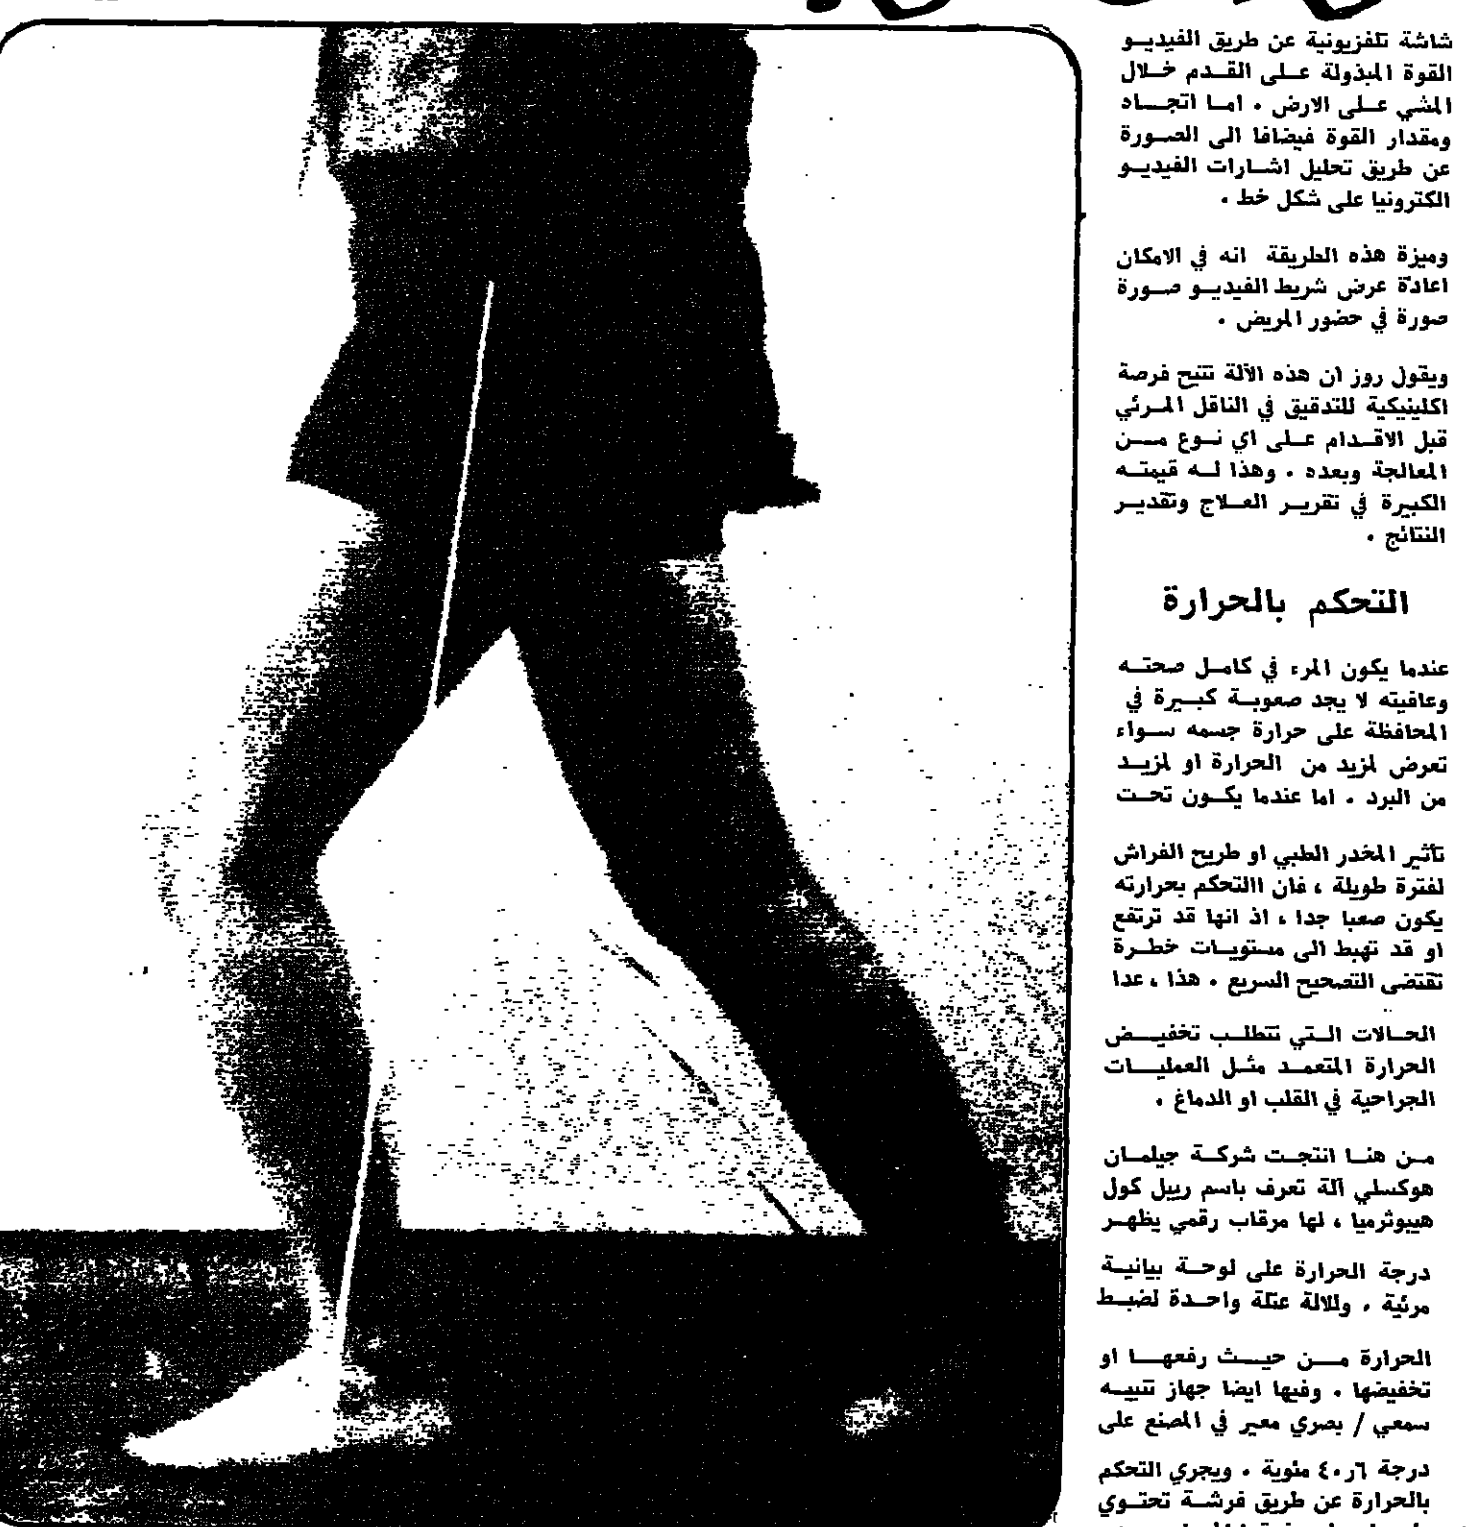 شاشة تلفزيونية عن طريق الفيديو
القوة المبذولة على القدم خلال
المشي على الارض . اما اتجاه
ومقدار القوة فيضافا الى الصورة
عن طريق تحليل اشارات الفيديو
الكترونيا على شكل خط .
وميزة هذه الطريقة انه في الامكان
اعادة عرض شريط الفيديو صورة
صورة في حضور المريض .
ويقول روز ان هذه الآلة تتيح فرصة
اكلينيكية للتدقيق في الناقل المرئي
قبل الاقدام على اي نوع من
المعالجة وبعده . وهذا له قيمته
الكبيرة في تقرير العلاج وتقدير
النتائج .
التحكم بالحرارة
عندما يكون المرء في كامل صحته
وعافيته لا يجد صعوبة كبيرة في
المحافظة على حرارة جسمه سواء
تعرض لمزيد من الحرارة او لمزيد
من البرد . اما عندما يكون تحت
تأثير المخدر الطبي او طريح الفراش
لفترة طويلة ، فان االتحكم بحرارته
يكون صعبا جدا ، اذ انها قد ترتفع
او قد تهبط الى مستويات خطرة
تقتضي التصحيح السريع . هذا ، عدا
الحالات التي تتطلب تخفيض
الحرارة المتعمد مثل العمليات
الجراحية في القلب او الدماغ .
من هنا انتجت شركة جيلمان
هوكسلي آلة تعرف باسم رييل كول
هيبوثرميا ، لها مرقاب رقمي يظهر
درجة الحرارة على لوحة بيانية
مرئية . وللالة عتلة واحدة لضبط
الحرارة من حيث رفعها او
تخفيضها . وفيها ايضا جهاز تنبيه
سمعي / بصري معير في المصنع على
درجة ٦ر٤٠ مئوية . ويجري التحكم
بالحرارة عن طريق فرشة تحتوي